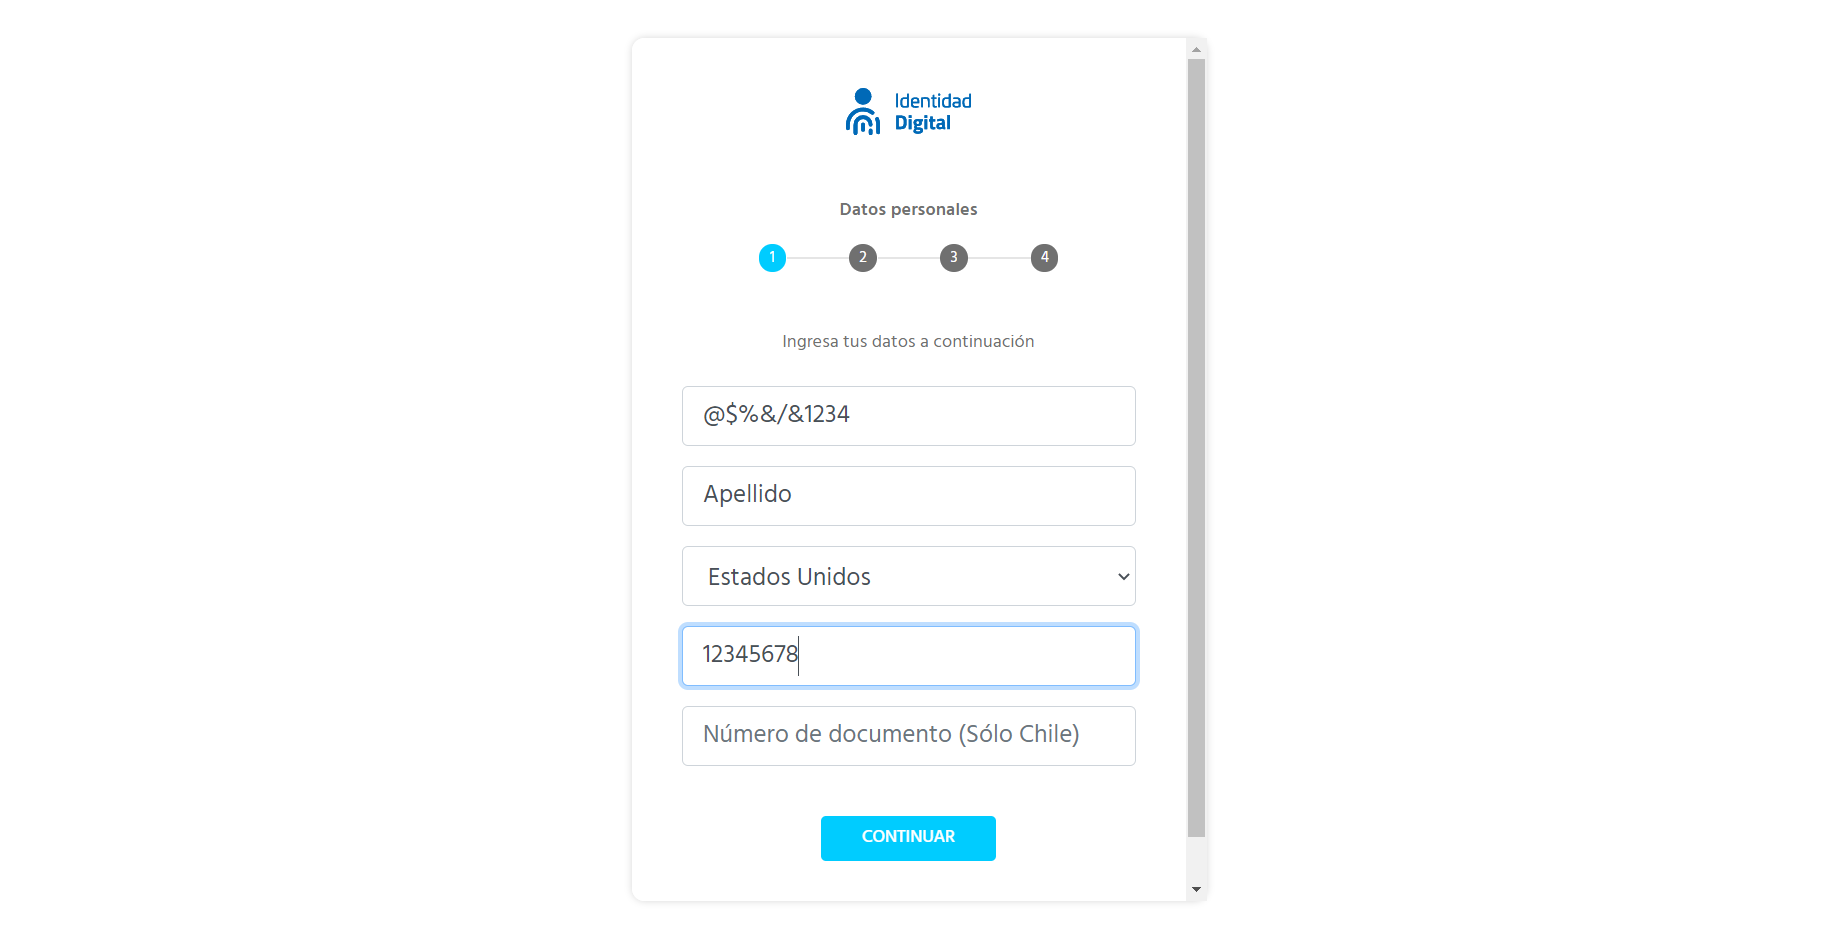 Identidad
Digital
Datos personales
1 2 3 4
Ingresa tus datos a continuación
@$%&/&1234
Apellido
Estados Unidos
12345678
Número de documento (Sólo Chile)
CONTINUAR